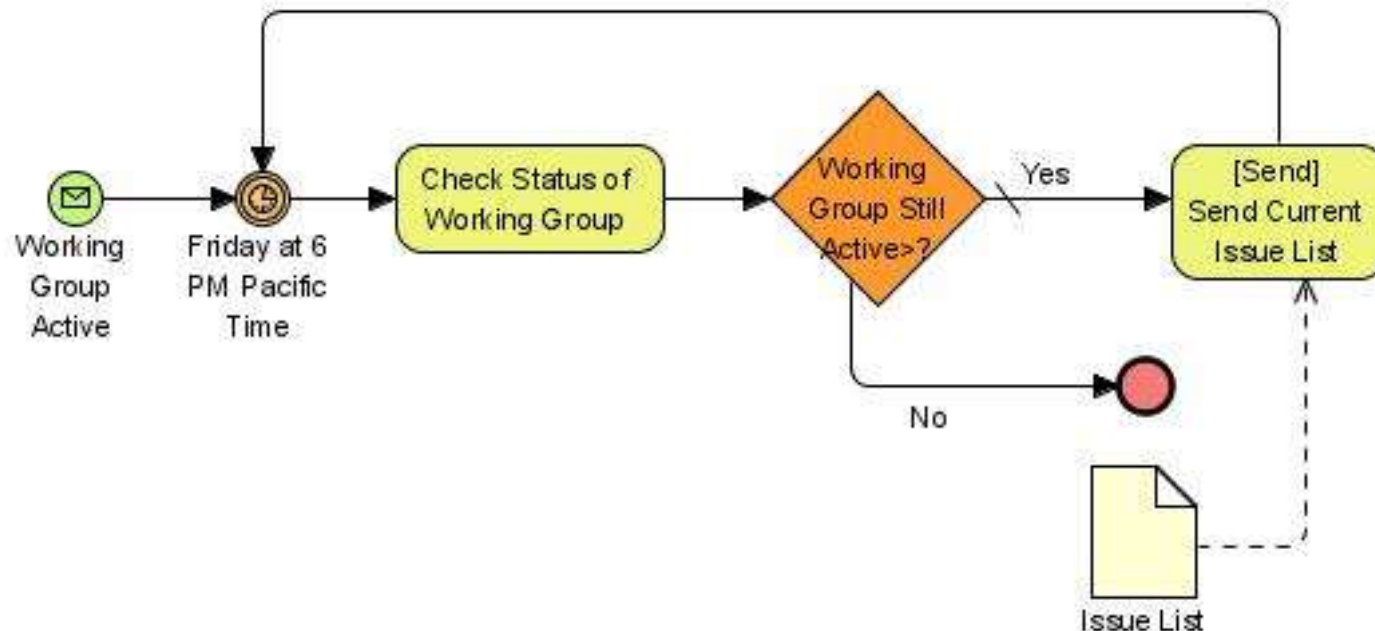 Working
Group
Active
Friday at 6
PM Pacific
Time
Check Status of
Working Group
Working
Group Still
Active>?
Yes
[Send]
Send Current
Issue List
No
Issue List